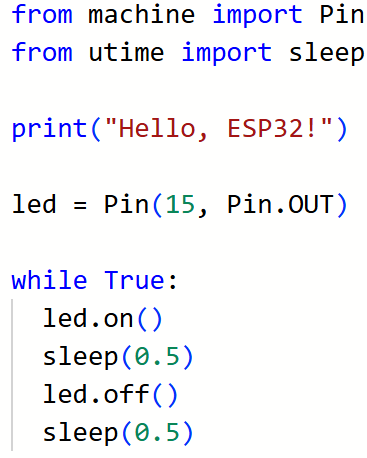 from machine import Pin
from utime import sleep

print("Hello, ESP32!")

led = Pin(15, Pin.OUT)

while True:
  led.on()
  sleep(0.5)
  led.off()
  sleep(0.5)